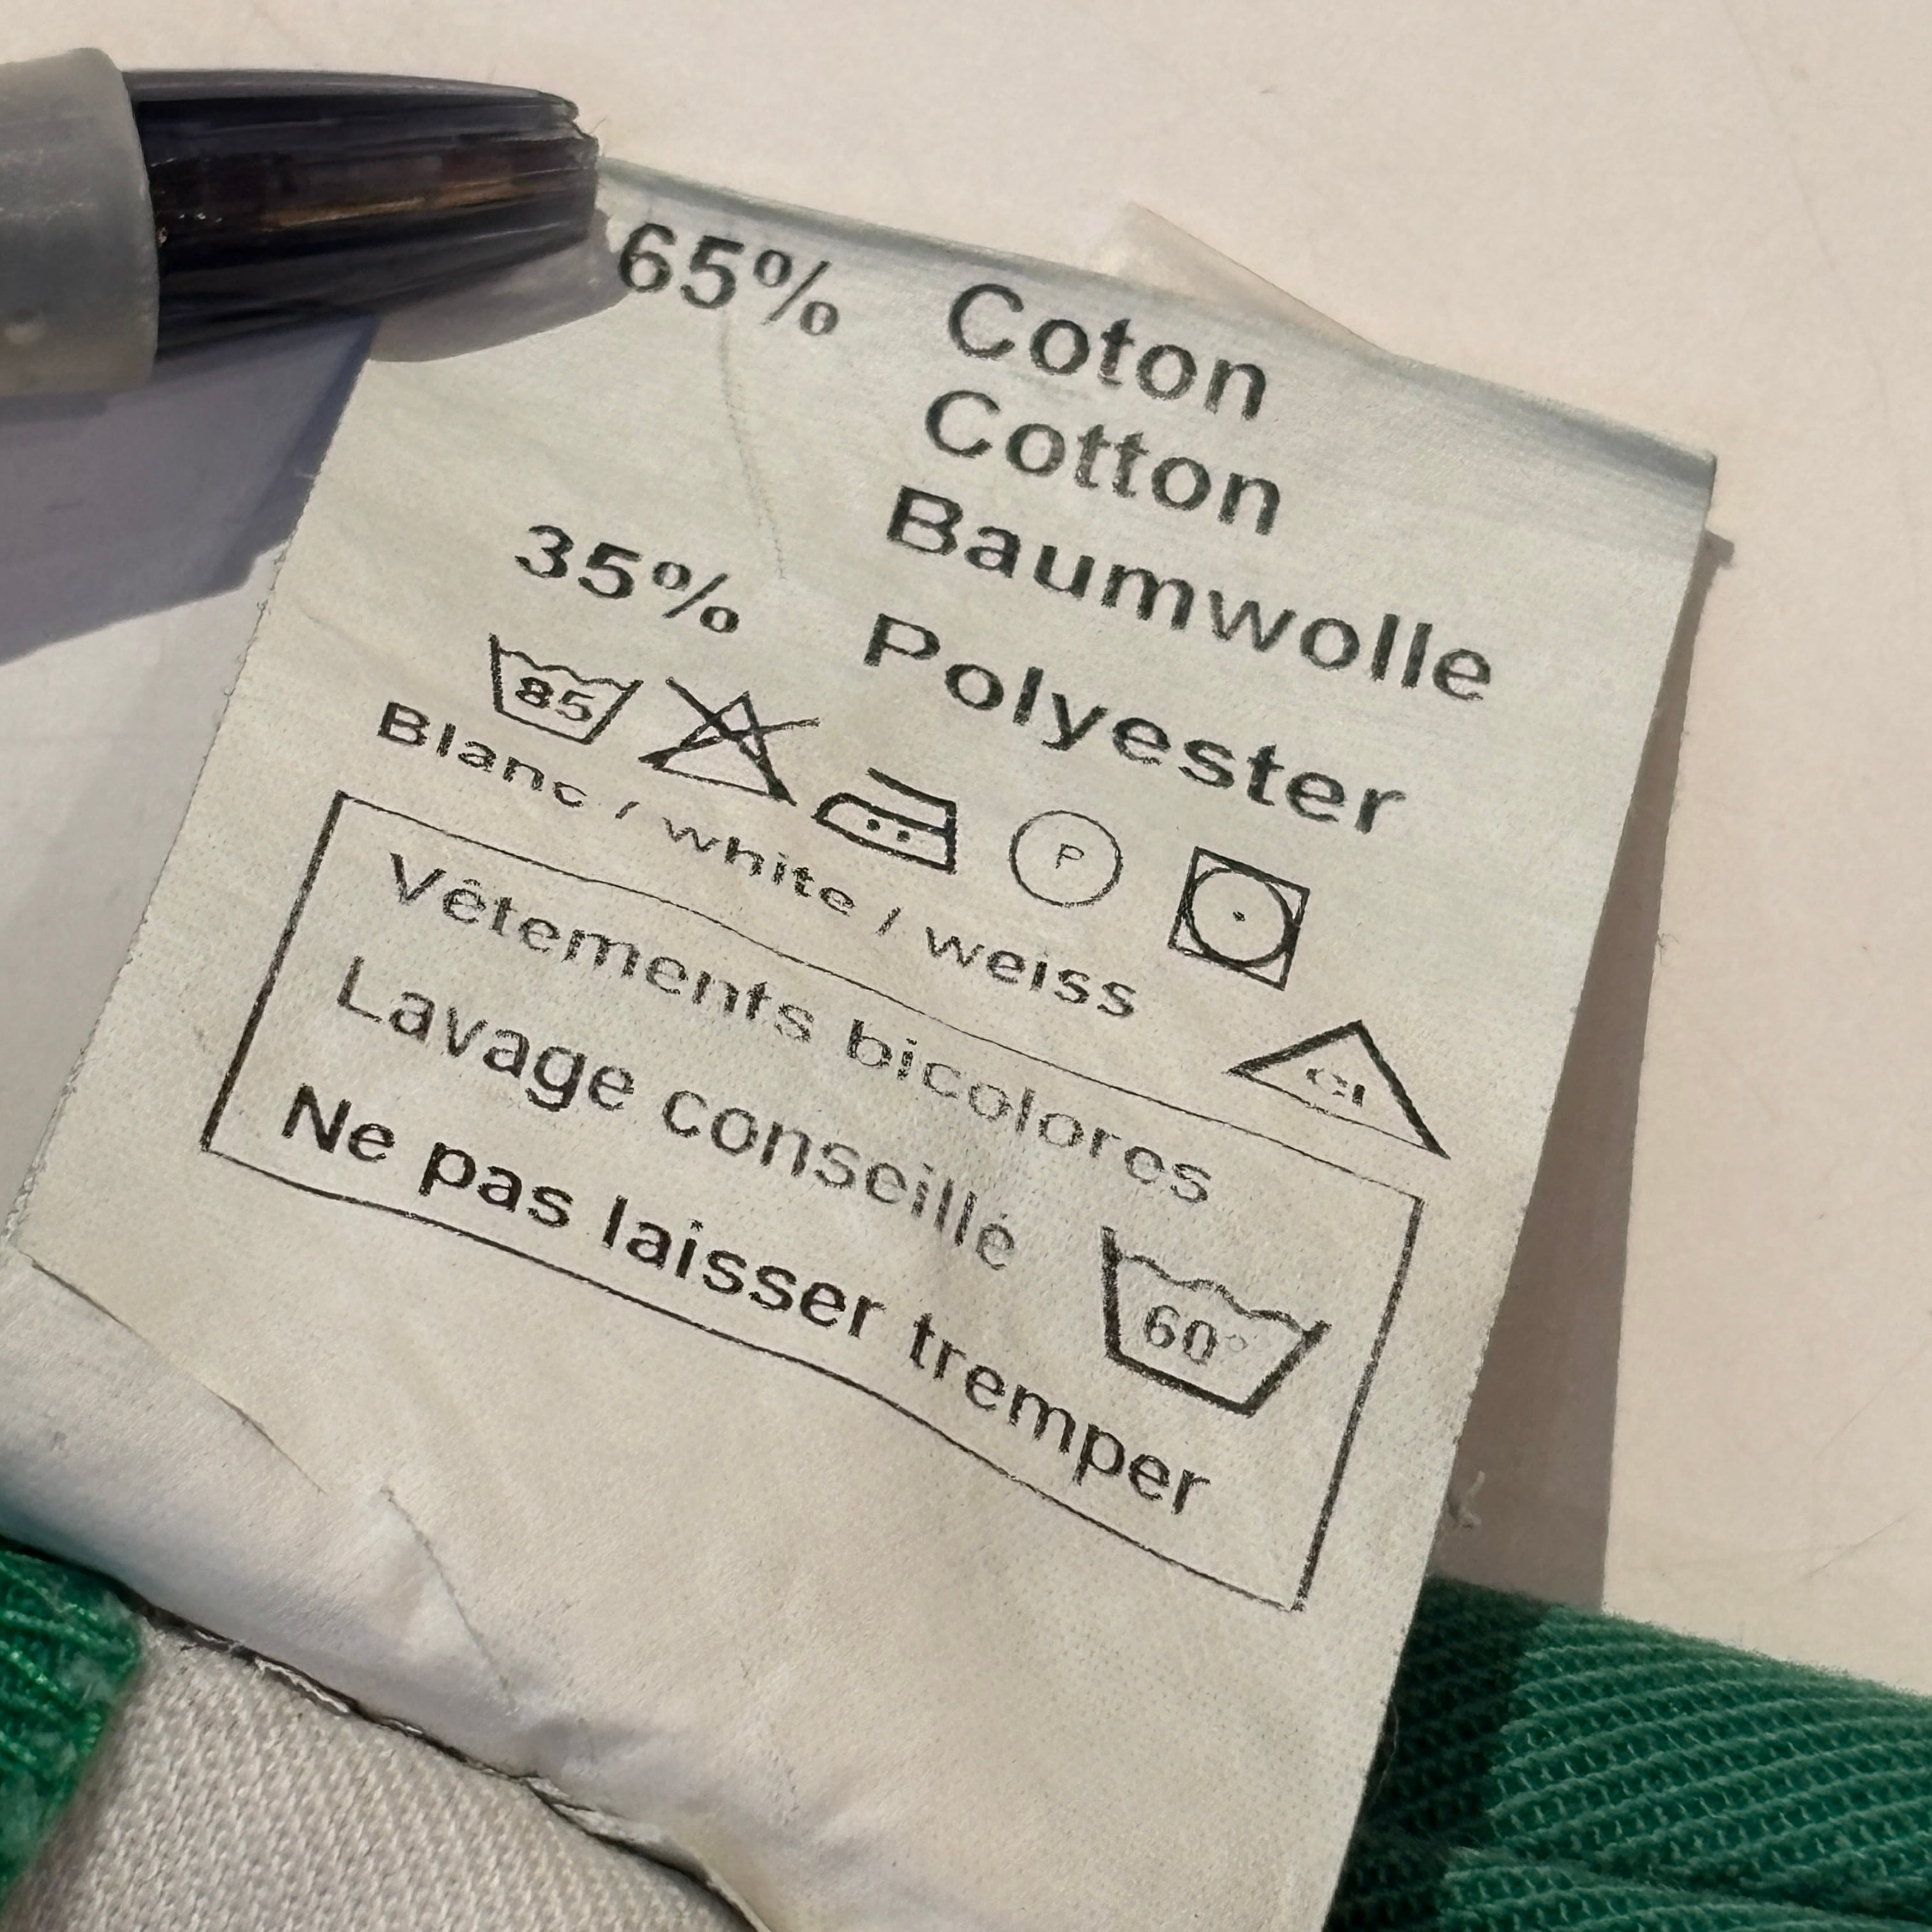 65% Coton
Cotton
Baumwolle
35% Polyester
85 P
Blanc / white / weiss Cl
Vêtements bicolores
Lavage conseillé 60°
Ne pas laisser tremper